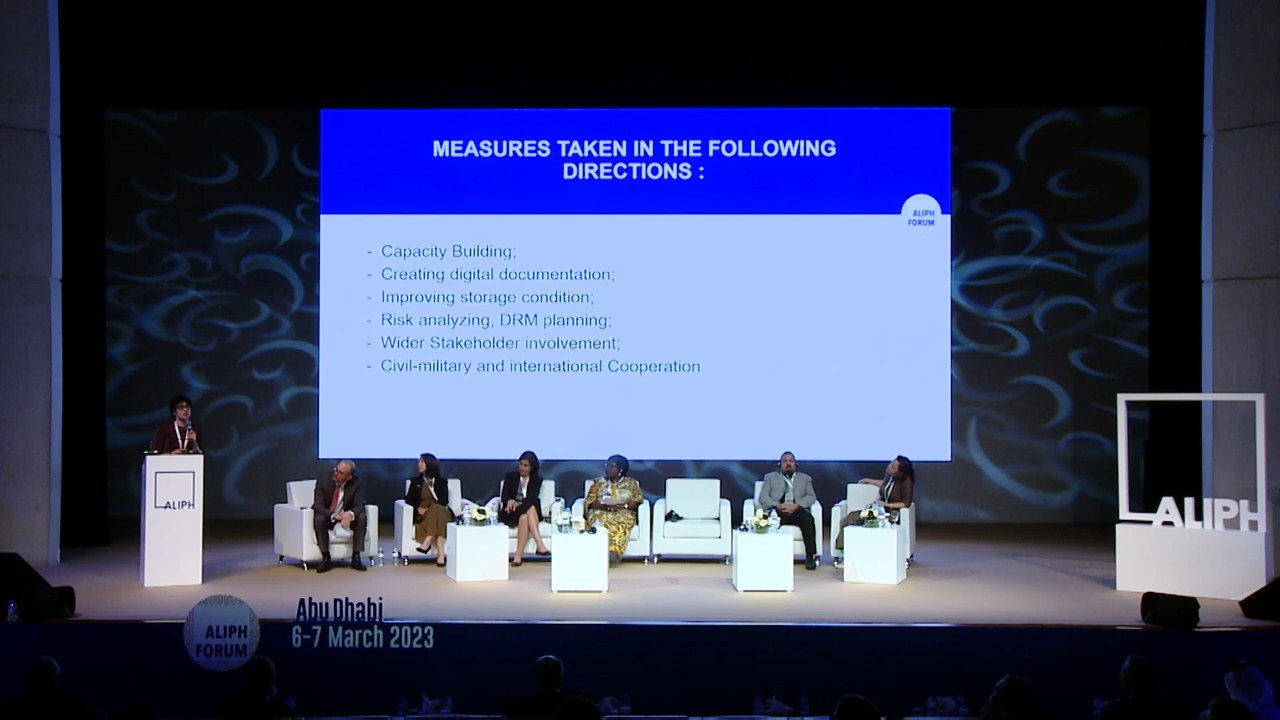 MEASURES TAKEN IN THE FOLLOWING
DIRECTIONS :
ALIPH
FORUM
- Capacity Building;
- Creating digital documentation;
- Improving storage condition;
- Risk analyzing, DRM planning;
- Wider Stakeholder involvement;
- Civil-military and international Cooperation
ALIPH
ALIPH
ALIPH
FORUM
Abu Dhabi
6-7 March 2023